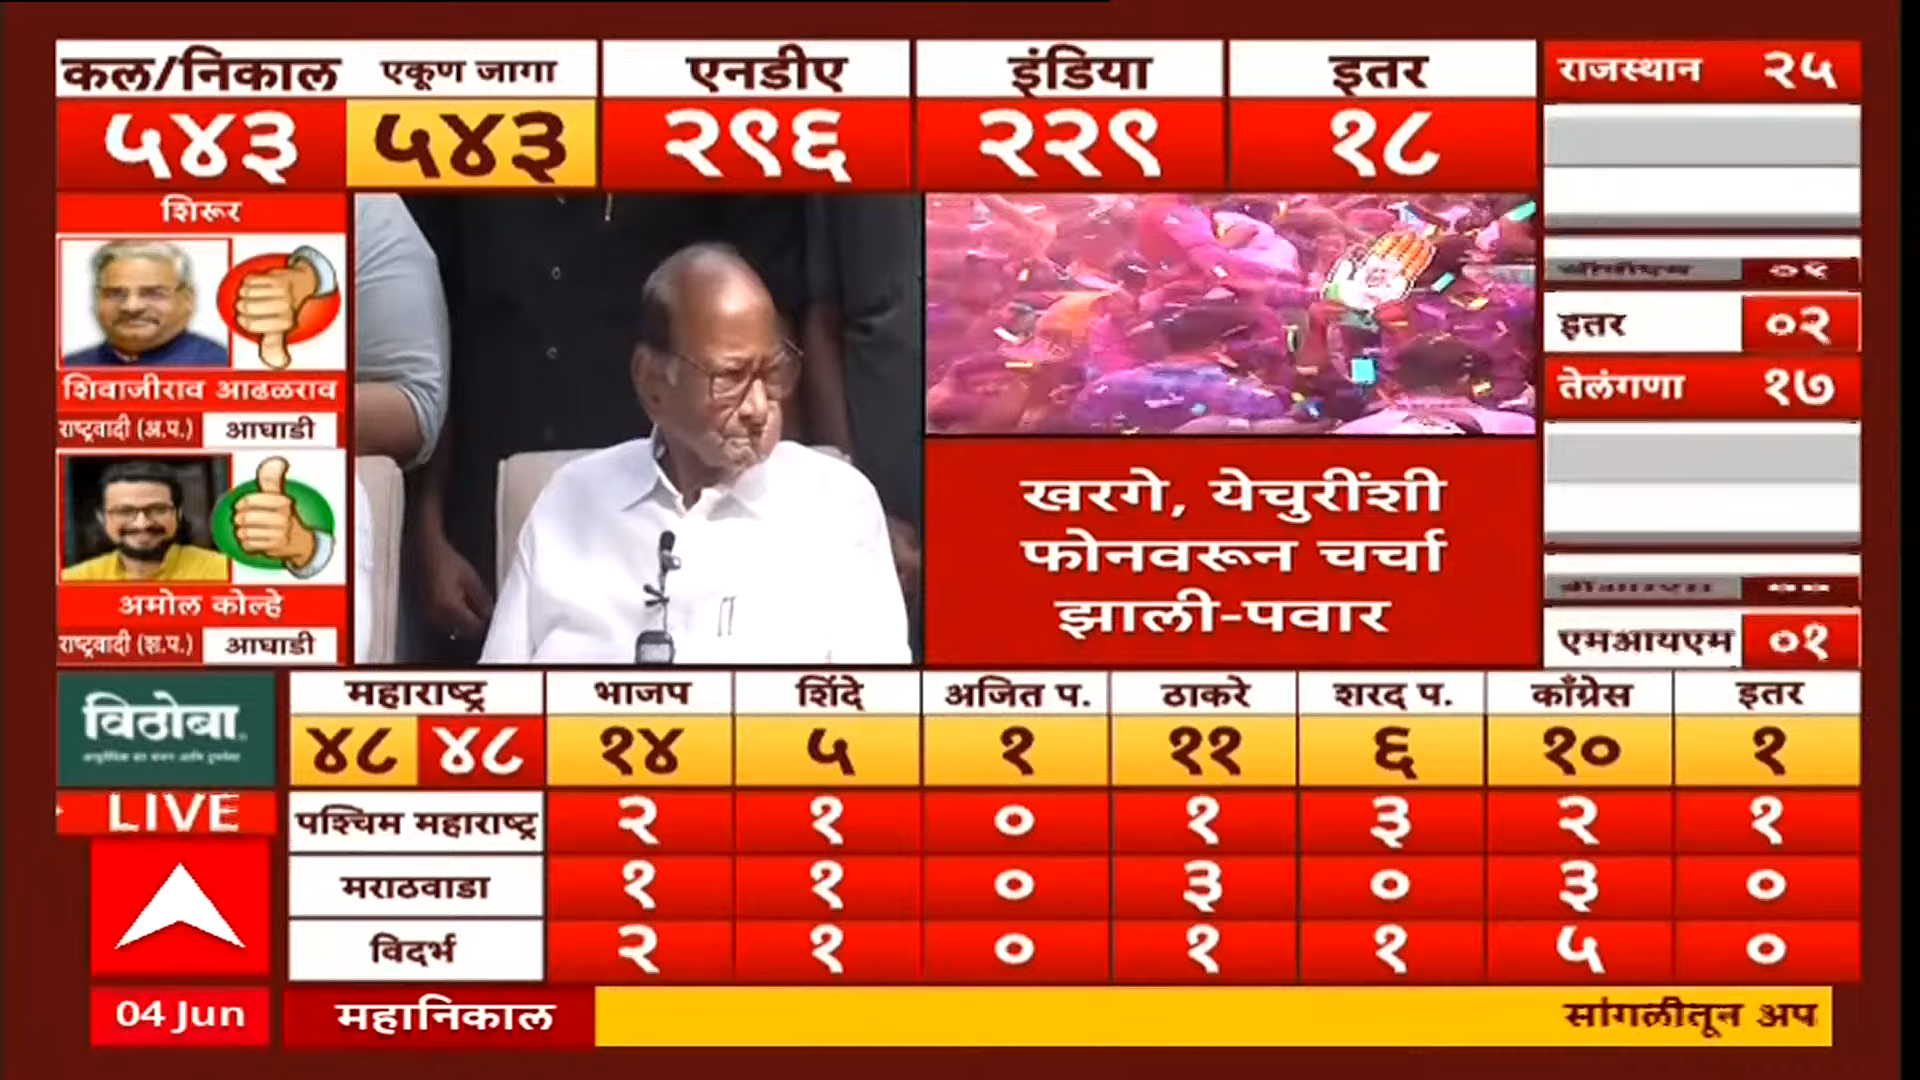 कल/निकाल एकूण जागा एनडीए इंडिया इतर
५४३ ५४३ २९६ २२९ १८
राजस्थान २५
इतर ०२
तेलंगणा १७
एमआयएम ०१
शिरूर
शिवाजीराव आढळराव
राष्ट्रवादी (अ.प.) आघाडी
अमोल कोल्हे
राष्ट्रवादी (श.प.) आघाडी
खरगे, येचुरींशी
फोनवरून चर्चा
झाली-पवार
विठोबा
महाराष्ट्र भाजप शिंदे अजित प. ठाकरे शरद प. काँग्रेस इतर
४८ ४८ १४ ५ १ ११ ६ १० १
पश्चिम महाराष्ट्र २ १ ० १ ३ २ १
मराठवाडा १ १ ० ३ ० ३ ०
विदर्भ २ १ ० १ १ ५ ०
LIVE
04 Jun
महानिकाल
सांगलीतून अप